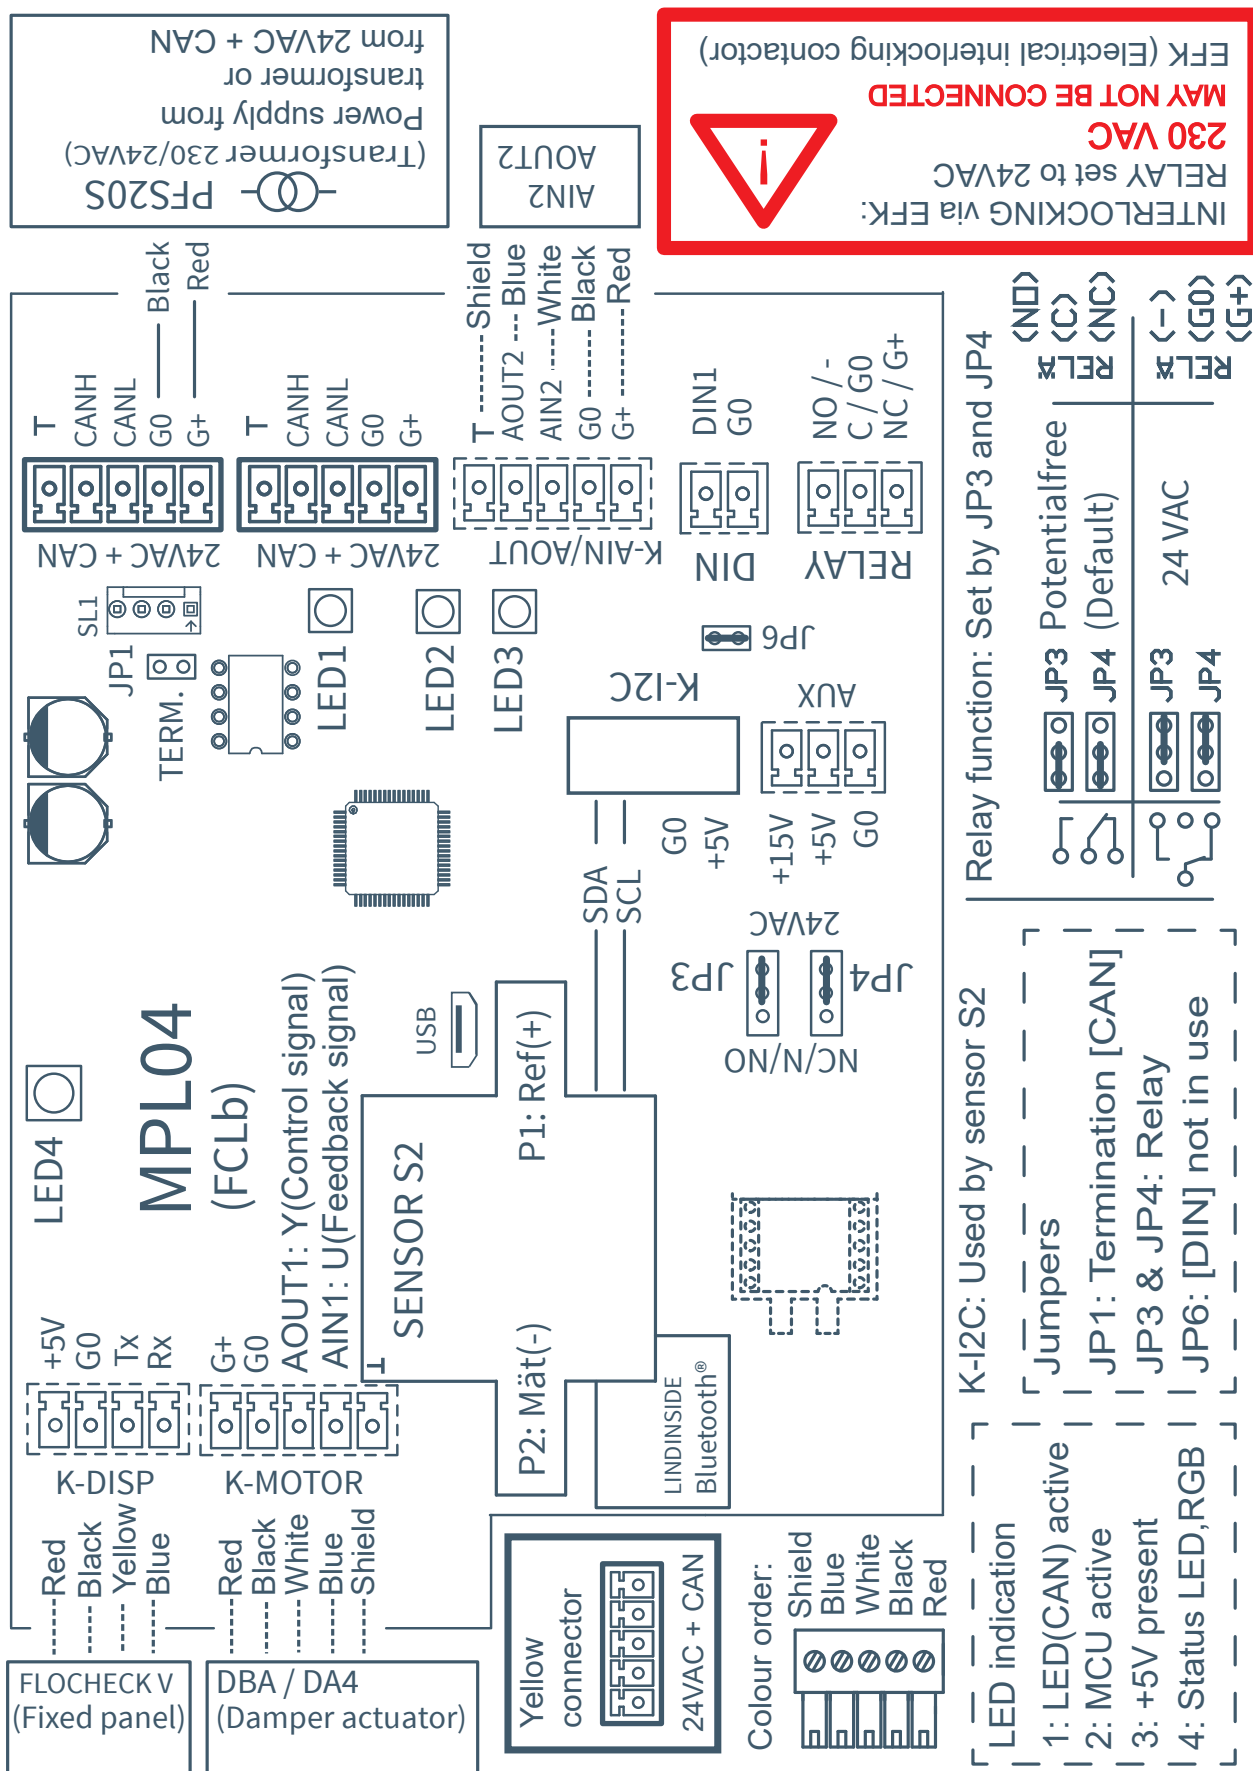 (Transformer 230/24VAC)
PFS20S
Power supply from
transformer or
from 24VAC + CAN
AIN2
AOUT2
INTERLOCKING via EFK:
RELAY set to 24VAC
230 VAC
MAY NOT BE CONNECTED
EFK (Electrical interlocking contactor)
!
Black
Red
T
CANH
CANL
G0
G+
24VAC + CAN
T
CANH
CANL
G0
G+
24VAC + CAN
T Shield
AOUT2 Blue
AIN2 White
G0 Black
G+ Red
K-AIN/AOUT
DIN1
G0
DIN
NO / -
C / G0
NC / G+
RELAY
SL1
JP1
TERM.
LED1
LED2
LED3
JP6
K-I2C
G0
+5V
AUX
+15V
+5V
G0
SDA
SCL
24VAC
JP3
JP4
NC/N/NO
USB
LED4
MPL04
(FCLb)
SENSOR S2
P1: Ref(+)
P2: Mät(-)
T
LINDINSIDE
Bluetooth®
+5V
G0
Tx
Rx
K-DISP
G+
G0
AOUT1: Y(Control signal)
AIN1: U(Feedback signal)
K-MOTOR
Red
Black
Yellow
Blue
Red
Black
White
Blue
Shield
FLOCHECK V
(Fixed panel)
DBA / DA4
(Damper actuator)
Yellow
connector
24VAC + CAN
Colour order:
Shield
Blue
White
Black
Red
K-I2C: Used by sensor S2
Relay function: Set by JP3 and JP4
JP3
JP4
Potentialfree
(Default)
RELÄ
RELÄ
(NO)
(C)
(NC)
JP3
JP4
24 VAC
RELÄ
RELÄ
(-)
(G0)
(G+)
Jumpers
JP1: Termination [CAN]
JP3 & JP4: Relay
JP6: [DIN] not in use
LED indication
1: LED(CAN) active
2: MCU active
3: +5V present
4: Status LED,RGB